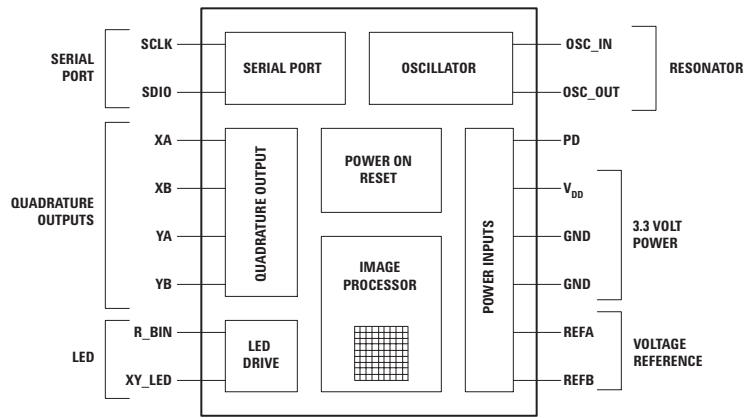 SERIAL
PORT
SCLK
SDIO
SERIAL PORT
OSCILLATOR
OSC_IN
OSC_OUT
RESONATOR
QUADRATURE
OUTPUTS
XA
XB
YA
YB
QUADRATURE OUTPUT
POWER ON
RESET
IMAGE
PROCESSOR
POWER INPUTS
PD
VDD
GND
GND
3.3 VOLT
POWER
LED
R_BIN
XY_LED
LED
DRIVE
REFA
REFB
VOLTAGE
REFERENCE